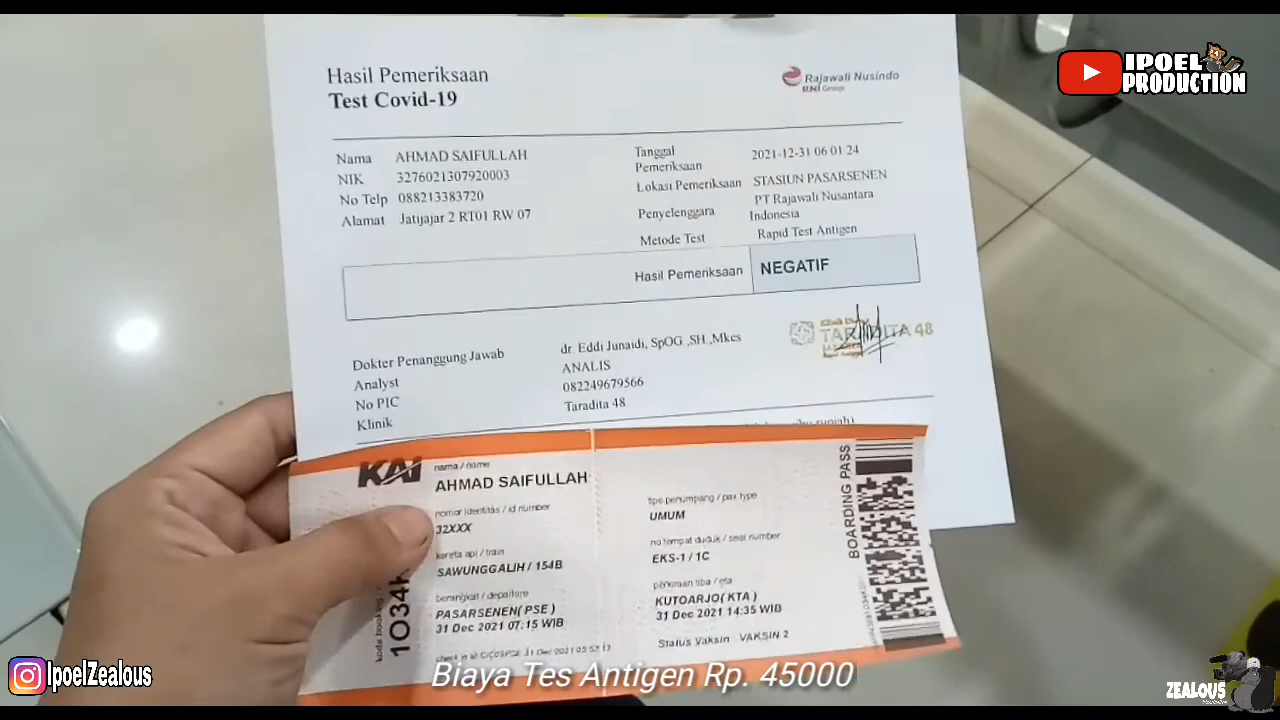 IPOEL
PRODUCTION
Hasil Pemeriksaan
Test Covid-19
Rajawali Nusindo
RNI Group
Nama AHMAD SAIFULLAH
NIK 3276021307920003
No Telp 088213383720
Alamat Jatijajar 2 RT01 RW 07
Tanggal Pemeriksaan 2021-12-31 06 01 24
Lokasi Pemeriksaan STASIUN PASARSENEN
Penyelenggara PT Rajawali Nusantara Indonesia
Metode Test Rapid Test Antigen
Hasil Pemeriksaan NEGATIF
TARADITA 48
Dokter Penanggung Jawab dr. Eddi Junaidi, SpOG ,SH ,Mkes
Analyst ANALIS
No PIC 082249679566
Klinik Taradita 48
KAI
nama / name
AHMAD SAIFULLAH
nomor identitas / id number
32XXX
kereta api / train
SAWUNGGALIH / 154B
berangkat / departure
PASARSENEN( PSE )
31 Dec 2021 07:15 WIB
kode booking
1O34K
tipe penumpang / pax type
UMUM
no tempat duduk / seat number
EKS-1 / 1C
perkiraan tiba / eta
KUTOARJO( KTA )
31 Dec 2021 14:35 WIB
Status Vaksin VAKSIN 2
BOARDING PASS
Biaya Tes Antigen Rp. 45000
IpoelZealous
ZEALOUS